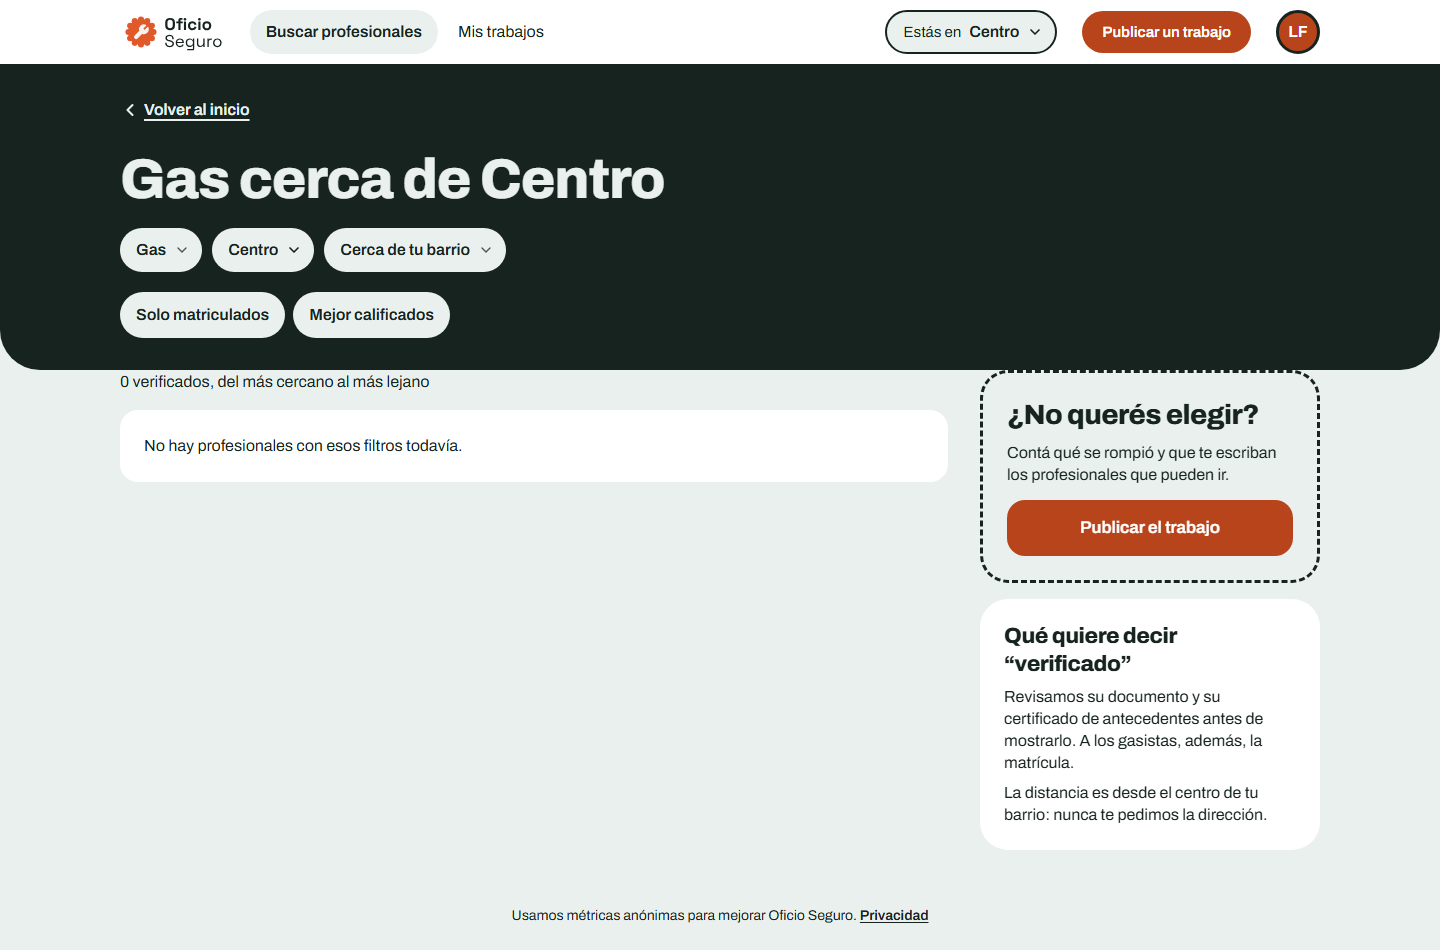 Oficio
Seguro
Buscar profesionales
Mis trabajos
Estás en Centro
Publicar un trabajo
LF
Volver al inicio
Gas cerca de Centro
Gas
Centro
Cerca de tu barrio
Solo matriculados
Mejor calificados
0 verificados, del más cercano al más lejano
No hay profesionales con esos filtros todavía.
¿No querés elegir?
Contá qué se rompió y que te escriban
los profesionales que pueden ir.
Publicar el trabajo
Qué quiere decir
“verificado”
Revisamos su documento y su
certificado de antecedentes antes de
mostrarlo. A los gasistas, además, la
matrícula.
La distancia es desde el centro de tu
barrio: nunca te pedimos la dirección.
Usamos métricas anónimas para mejorar Oficio Seguro. Privacidad